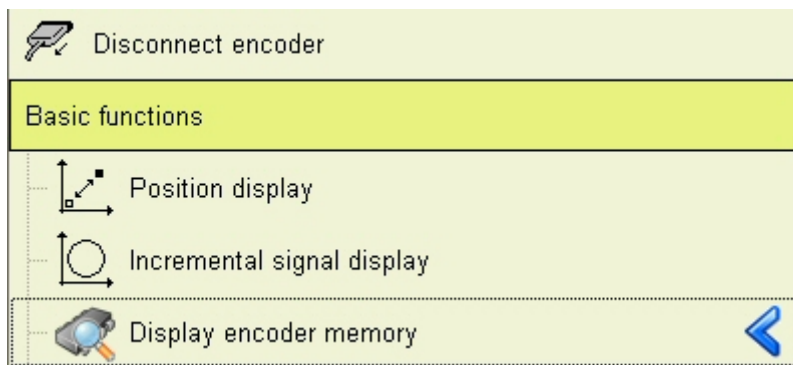 Disconnect encoder
Basic functions
Position display
Incremental signal display
Display encoder memory